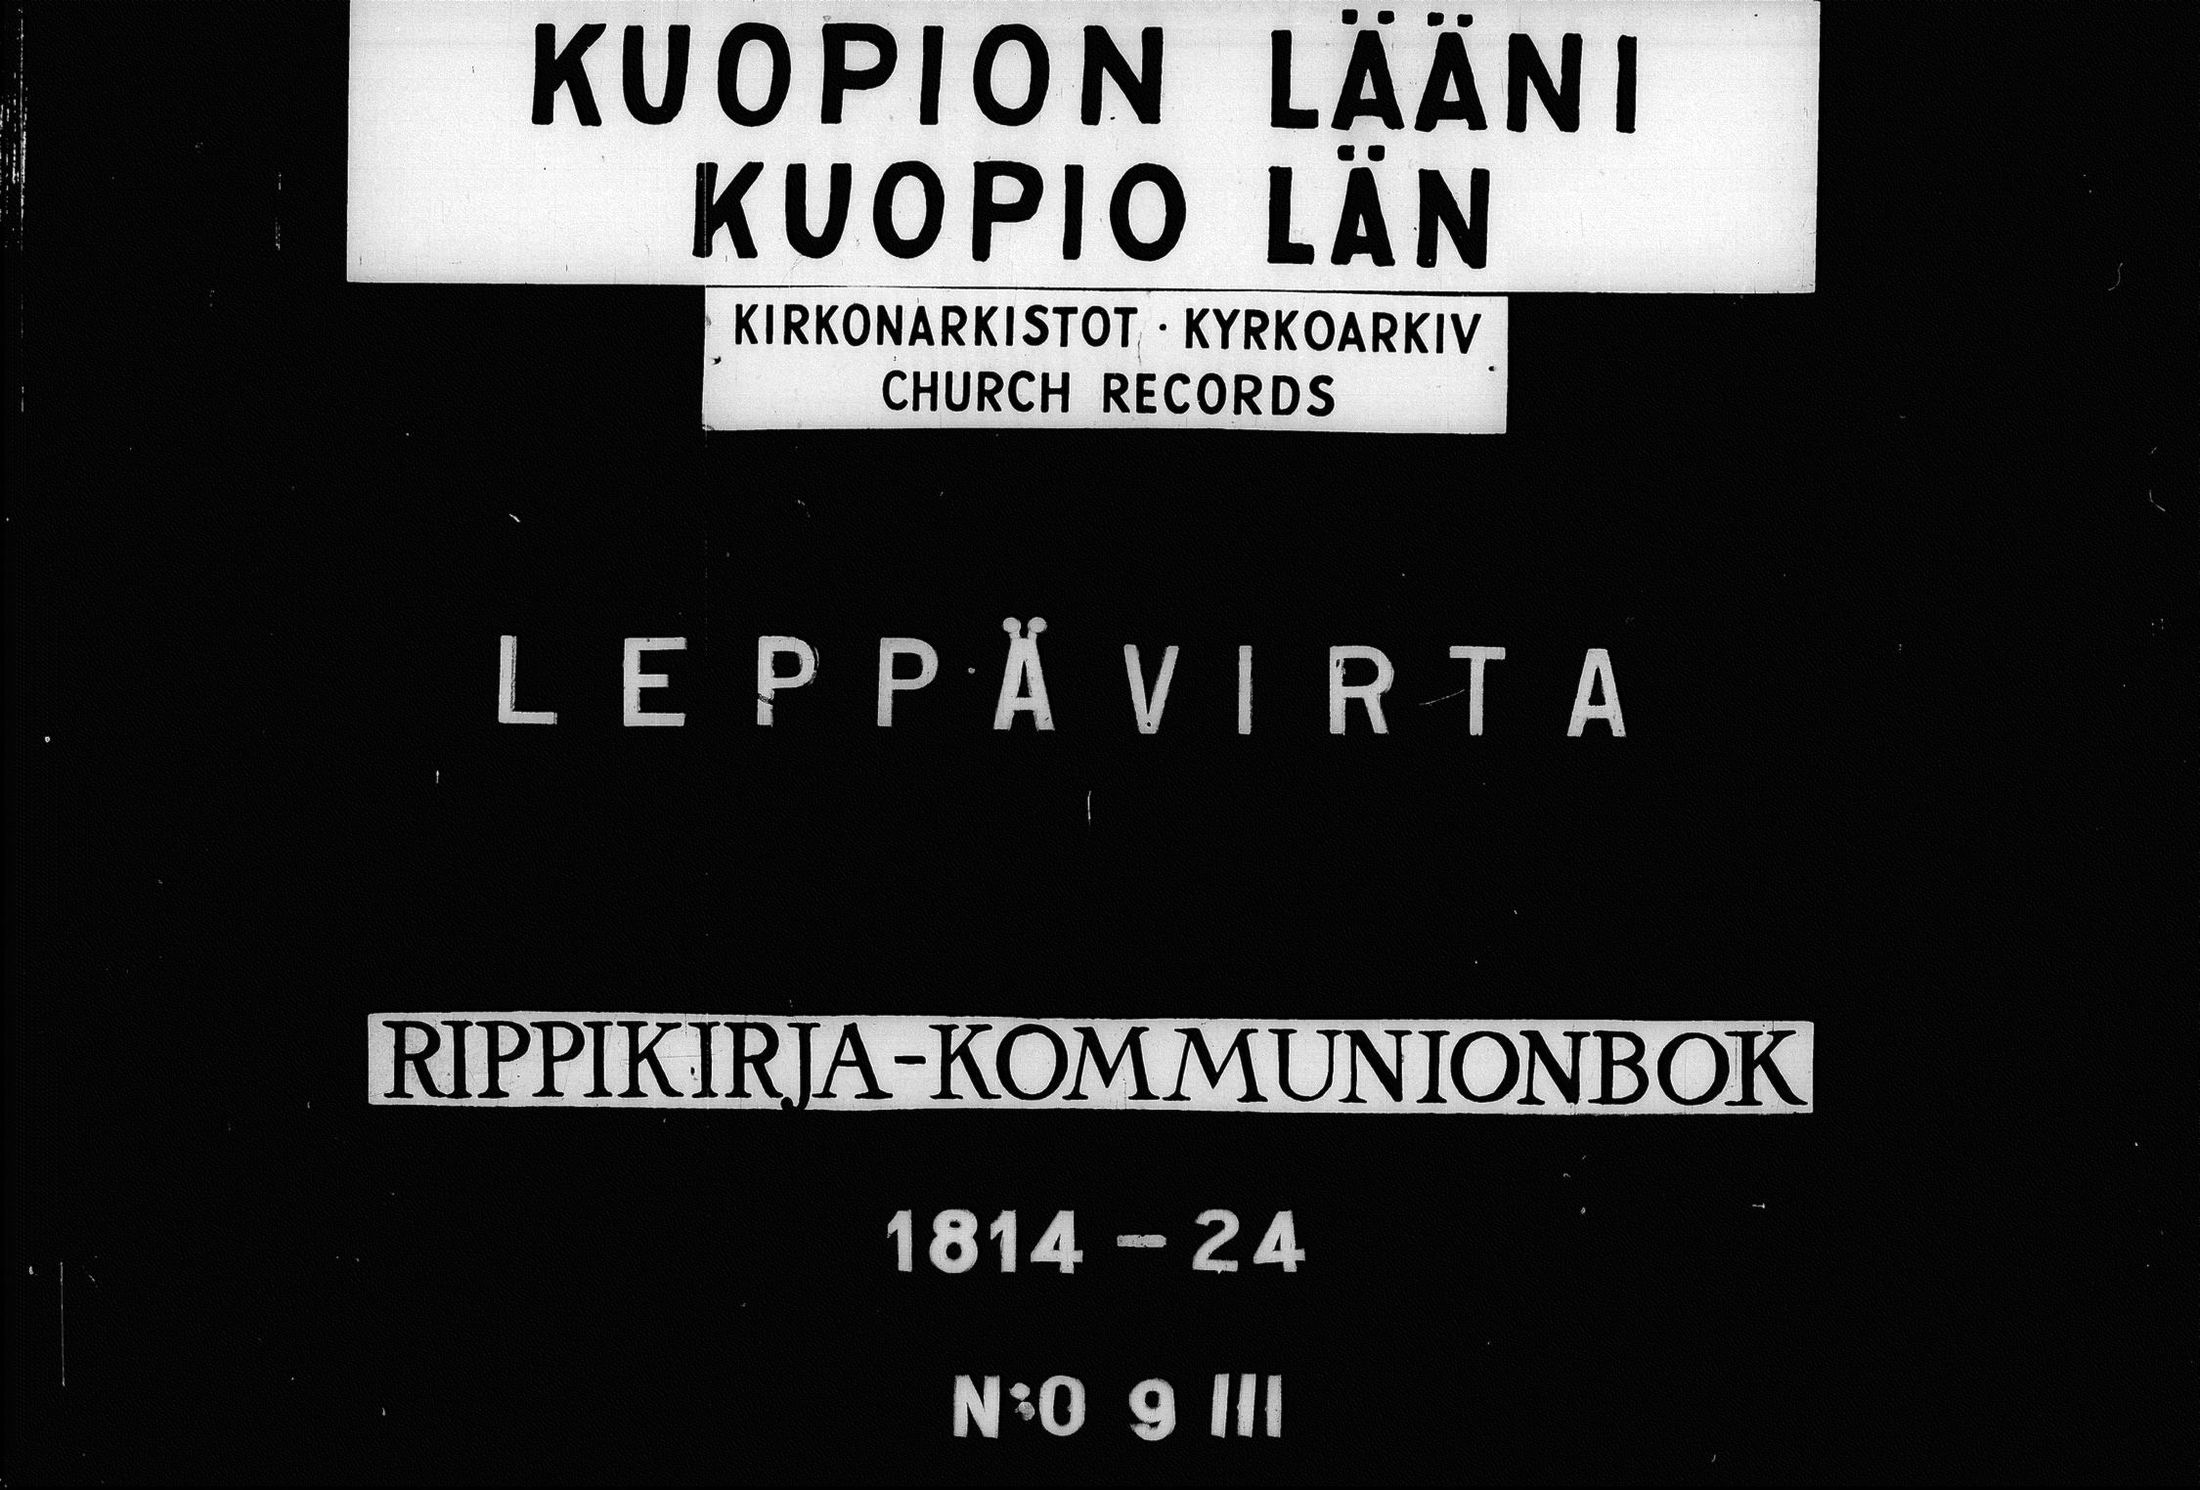 KUOPION LÄÄNI
KUOPIO LÄN
KIRKONARKISTOT · KYRKOARKIV
CHURCH RECORDS
LEPPÄVIRTA
RIPPIKIRJA-KOMMUNIONBOK
1814-24
N:O 9 III